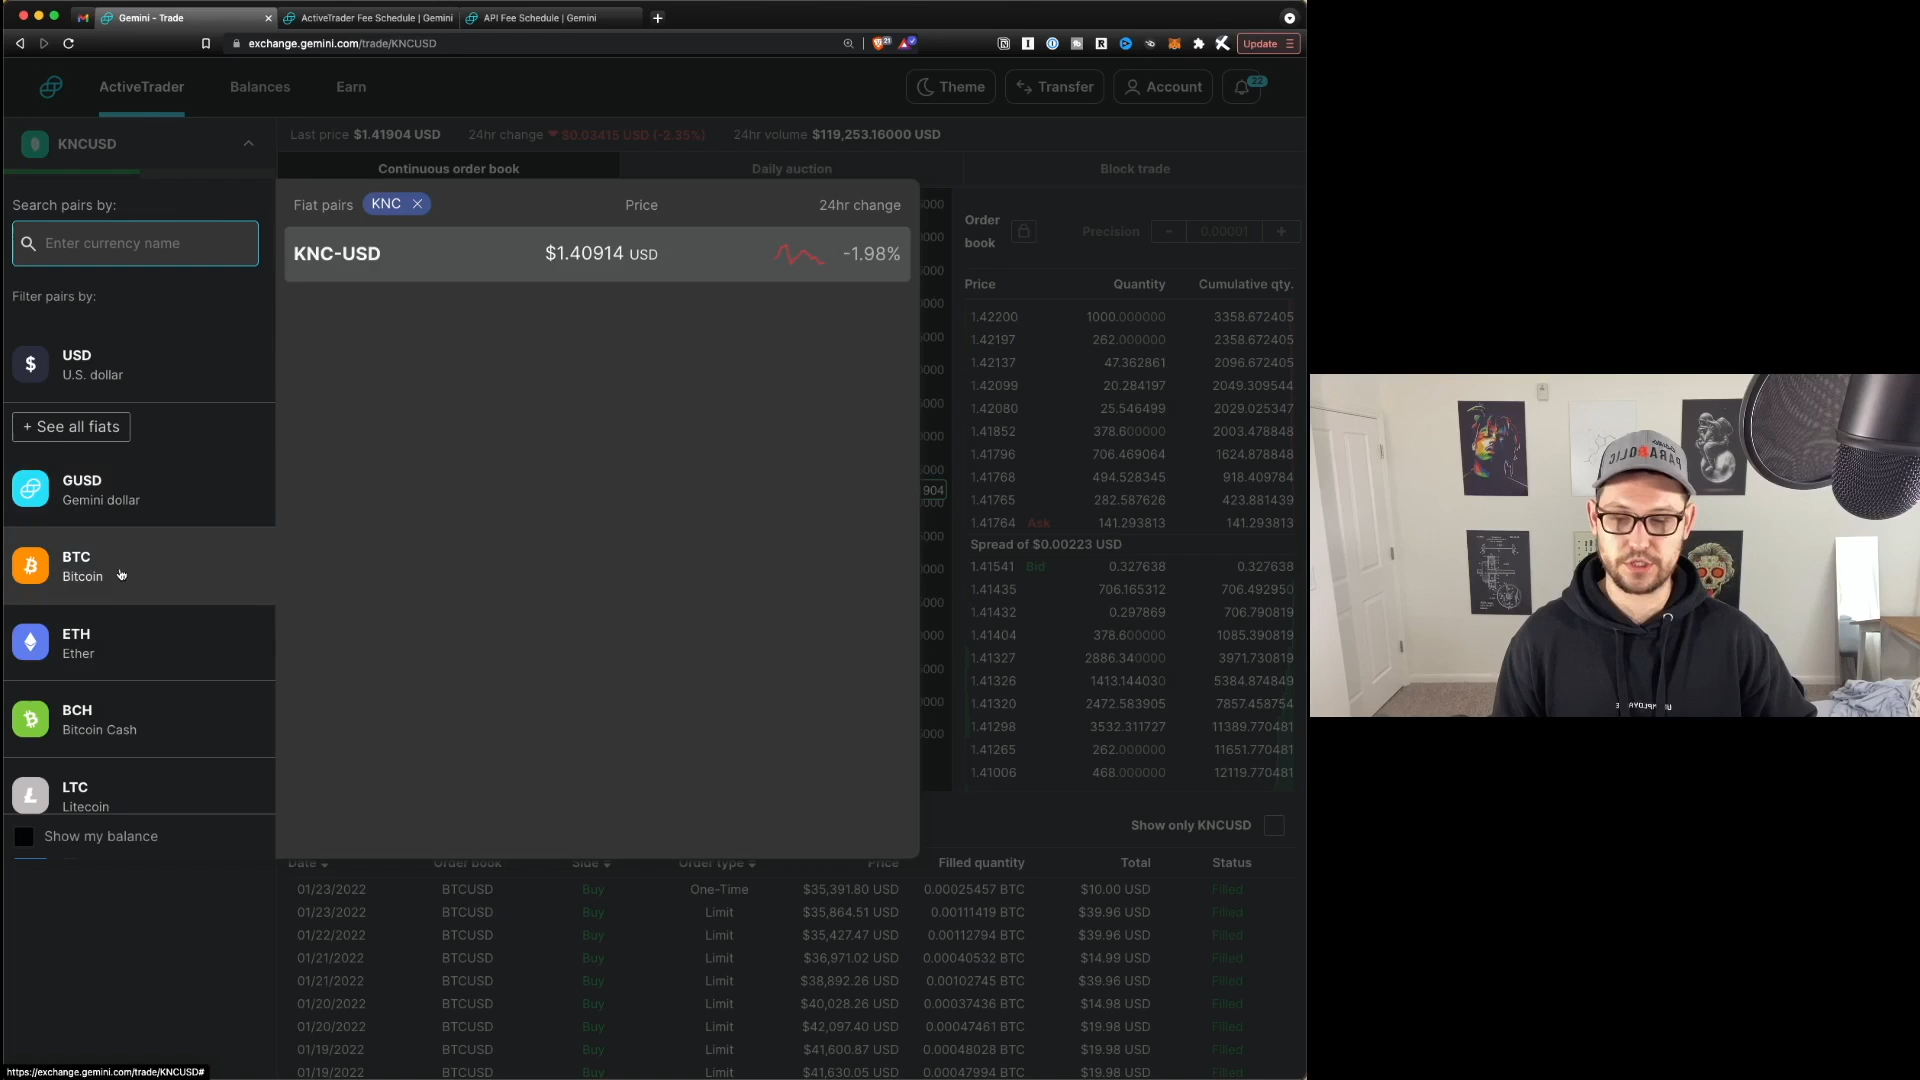 Gemini - Trade
ActiveTrader Fee Schedule | Gemini
API Fee Schedule | Gemini
exchange.gemini.com/trade/KNCUSD
21
Update
ActiveTrader
Balances
Earn
Theme
Transfer
Account
22
KNCUSD
Last price $1.41904 USD
24hr change $0.03415 USD (-2.35%)
24hr volume $119,253.16000 USD
Continuous order book
Daily auction
Block trade
Search pairs by:
Enter currency name
Filter pairs by:
USD
U.S. dollar
+ See all fiats
GUSD
Gemini dollar
BTC
Bitcoin
ETH
Ether
BCH
Bitcoin Cash
LTC
Litecoin
Show my balance
Fiat pairs KNC
Price
24hr change
KNC-USD $1.40914 USD -1.98%
Order book
Precision - 0.00001 +
Price Quantity Cumulative qty.
1.42200 1000.000000 3358.672405
1.42197 262.000000 2358.672405
1.42137 47.362861 2096.672405
1.42099 20.284197 2049.309544
1.42080 25.546499 2029.025347
1.41852 378.600000 2003.478848
1.41796 706.469064 1624.878848
1.41768 494.528345 918.409784
1.41765 282.587626 423.881439
1.41764 Ask 141.293813 141.293813
Spread of $0.00223 USD
1.41541 Bid 0.327638 0.327638
1.41435 706.165312 706.492950
1.41432 0.297869 706.790819
1.41404 378.600000 1085.390819
1.41327 2886.340000 3971.730819
1.41326 1413.144030 5384.874849
1.41320 2472.583905 7857.458754
1.41298 3532.311727 11389.770481
1.41265 262.000000 11651.770481
1.41006 468.000000 12119.770481
Show only KNCUSD
Date Order book Side Order type Price Filled quantity Total Status
01/23/2022 BTCUSD Buy One-Time $35,391.80 USD 0.00025457 BTC $10.00 USD Filled
01/23/2022 BTCUSD Buy Limit $35,864.51 USD 0.00111419 BTC $39.96 USD Filled
01/22/2022 BTCUSD Buy Limit $35,427.47 USD 0.00112794 BTC $39.96 USD Filled
01/21/2022 BTCUSD Buy Limit $36,971.02 USD 0.00040532 BTC $14.99 USD Filled
01/21/2022 BTCUSD Buy Limit $38,892.26 USD 0.00102745 BTC $39.96 USD Filled
01/20/2022 BTCUSD Buy Limit $40,028.26 USD 0.00037436 BTC $14.98 USD Filled
01/20/2022 BTCUSD Buy Limit $42,097.40 USD 0.00047461 BTC $19.98 USD Filled
01/19/2022 BTCUSD Buy Limit $41,600.87 USD 0.00048028 BTC $19.98 USD Filled
01/19/2022 BTCUSD Buy Limit $41,630.05 USD 0.00047994 BTC $19.98 USD Filled
https://exchange.gemini.com/trade/KNCUSD#
PARABOLIC